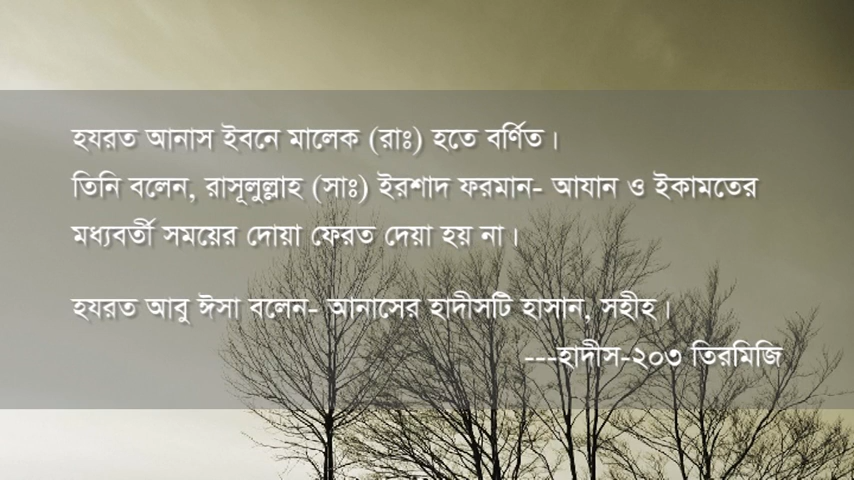 হযরত আনাস ইবনে মালেক (রাঃ) হতে বর্ণিত।
তিনি বলেন, রাসূলুল্লাহ (সাঃ) ইরশাদ ফরমান- আযান ও ইকামতের
মধ্যবর্তী সময়ের দোয়া ফেরত দেয়া হয় না।
হযরত আবু ঈসা বলেন- আনাসের হাদীসটি হাসান, সহীহ।
---হাদীস-২০৩ তিরমিজি